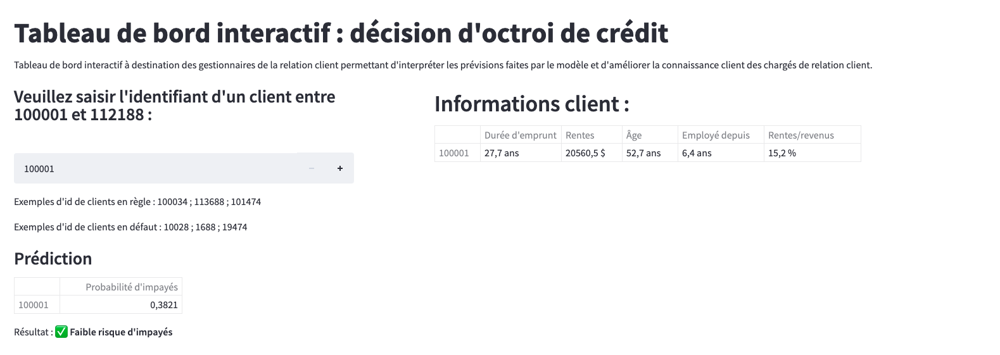 Tableau de bord interactif : décision d'octroi de crédit
Tableau de bord interactif à destination des gestionnaires de la relation client permettant d'interpréter les prévisions faites par le modèle et d'améliorer la connaissance client des chargés de relation client.
Veuillez saisir l'identifiant d'un client entre
100001 et 112188 :
100001 − +
Exemples d'id de clients en règle : 100034 ; 113688 ; 101474
Exemples d'id de clients en défaut : 10028 ; 1688 ; 19474
Prédiction
Probabilité d'impayés
100001 0,3821
Résultat : ✅ Faible risque d'impayés
Informations client :
Durée d'emprunt Rentes Âge Employé depuis Rentes/revenus
100001 27,7 ans 20560,5 $ 52,7 ans 6,4 ans 15,2 %